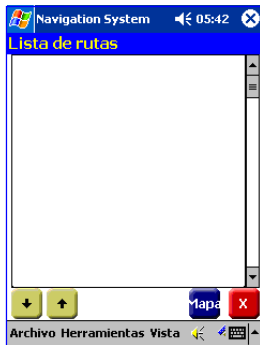 Navigation System 05:42
Lista de rutas
Mapa X
Archivo Herramientas Vista